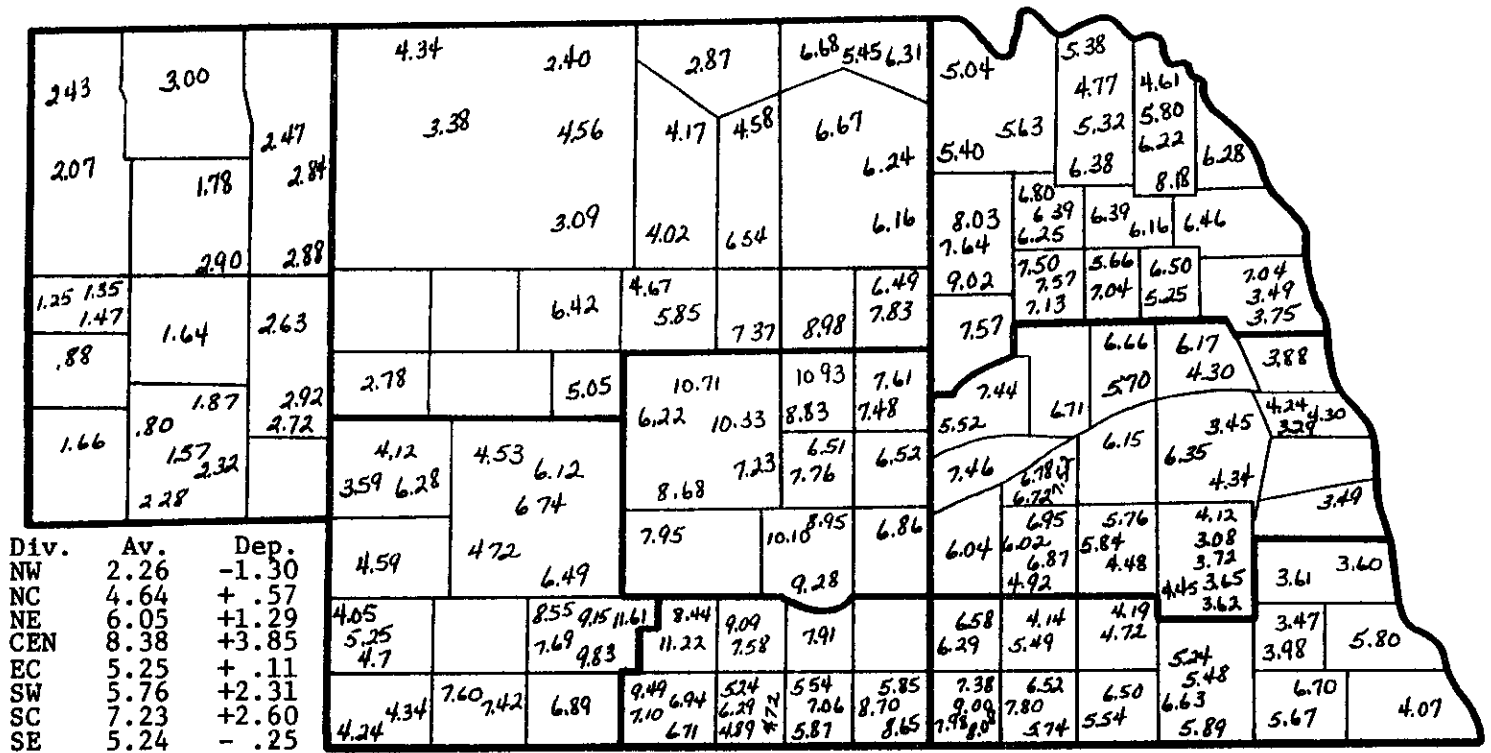 4.34 2.40 2.87 6.68 5.45 6.31 5.04 5.38
2.43 3.00 4.77 4.61
3.38 4.56 4.17 4.58 6.67 5.63 5.32 5.80
2.47 6.22
2.07 1.78 2.84 6.24 5.40 6.38 8.18 6.28
3.09 4.02 6.54 6.16 8.03 6.80 6.39 6.39 6.16 6.46
2.90 2.88 7.64 6.25
1.25 1.35 6.42 4.67 6.49 9.02 7.50 5.66 6.50 7.04
1.47 1.64 2.63 5.85 7.37 8.98 7.83 7.57 7.57 7.04 5.25 3.49
7.13 3.75
.88 2.78 5.05 10.71 10.93 7.61 7.44 6.66 6.17 3.88
1.87 2.92 6.22 10.33 8.83 7.48 5.52 6.71 5.70 4.30 4.24 4.30
1.66 .80 2.72 3.29
1.57 4.12 4.53 6.12 7.23 6.51 6.52 7.46 6.78 6.15 6.35 3.45
2.32 3.59 6.28 7.76 6.72 4.34
2.28 6.74 8.68 3.49
4.59 4.72 6.49 7.95 10.10 8.95 6.86 6.04 6.95 5.76 4.12
9.28 6.02 5.84 3.08
6.87 4.48 3.72 3.61 3.60
4.92 4.45 3.65
3.62
4.05 8.55 9.15 11.61 8.44 9.09 7.91 6.58 4.14 4.19 3.47
5.25 7.69 9.83 11.22 7.58 6.29 5.49 4.72 3.98 5.80
4.7 5.24
4.34 7.60 7.42 6.89 9.49 6.94 5.24 5.54 5.85 7.38 6.52 6.50 5.48 6.70
4.24 7.10 6.29 4.72 7.06 8.70 9.00 7.80 5.54 6.63 5.67 4.07
6.71 4.89 5.87 8.65 7.98 5.74 5.89
Div. Av. Dep.
NW 2.26 -1.30
NC 4.64 + .57
NE 6.05 +1.29
CEN 8.38 +3.85
EC 5.25 + .11
SW 5.76 +2.31
SC 7.23 +2.60
SE 5.24 - .25